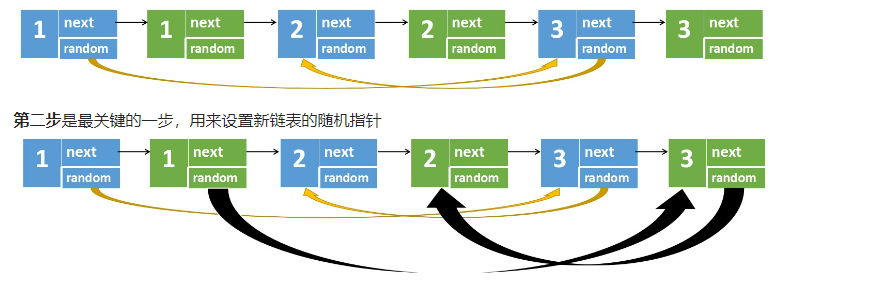 1 next 1 next 2 next 2 next 3 next 3 next
random random random random random random
第二步是最关键的一步，用来设置新链表的随机指针
1 next 1 next 2 next 2 next 3 next 3 next
random random random random random random